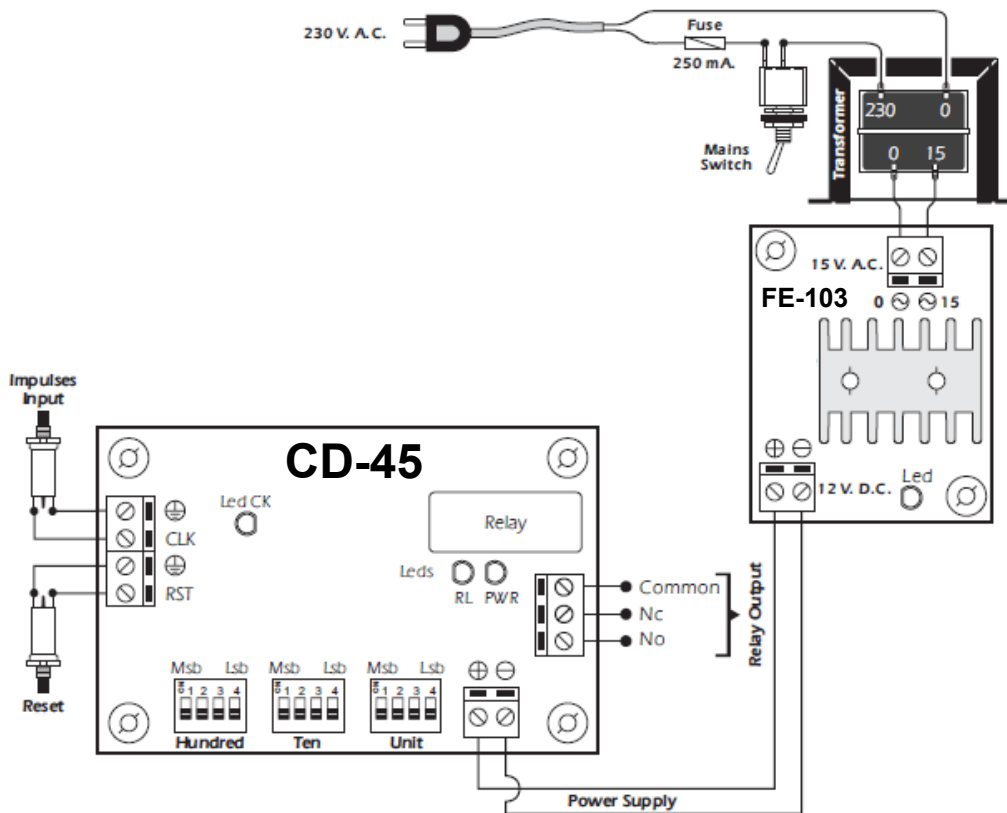 230 V. A.C.
Fuse
250 mA.
Mains
Switch
Transformer
230 0
0 15
15 V. A.C.
FE-103
0 15
12 V. D.C.
Led
Impulses
Input
CD-45
Led CK
Relay
CLK
RST
Leds
RL PWR
Common
Nc
No
Relay Output
Reset
Msb Lsb
ON
1 2 3 4
Hundred
Msb Lsb
ON
1 2 3 4
Ten
Msb Lsb
ON
1 2 3 4
Unit
Power Supply